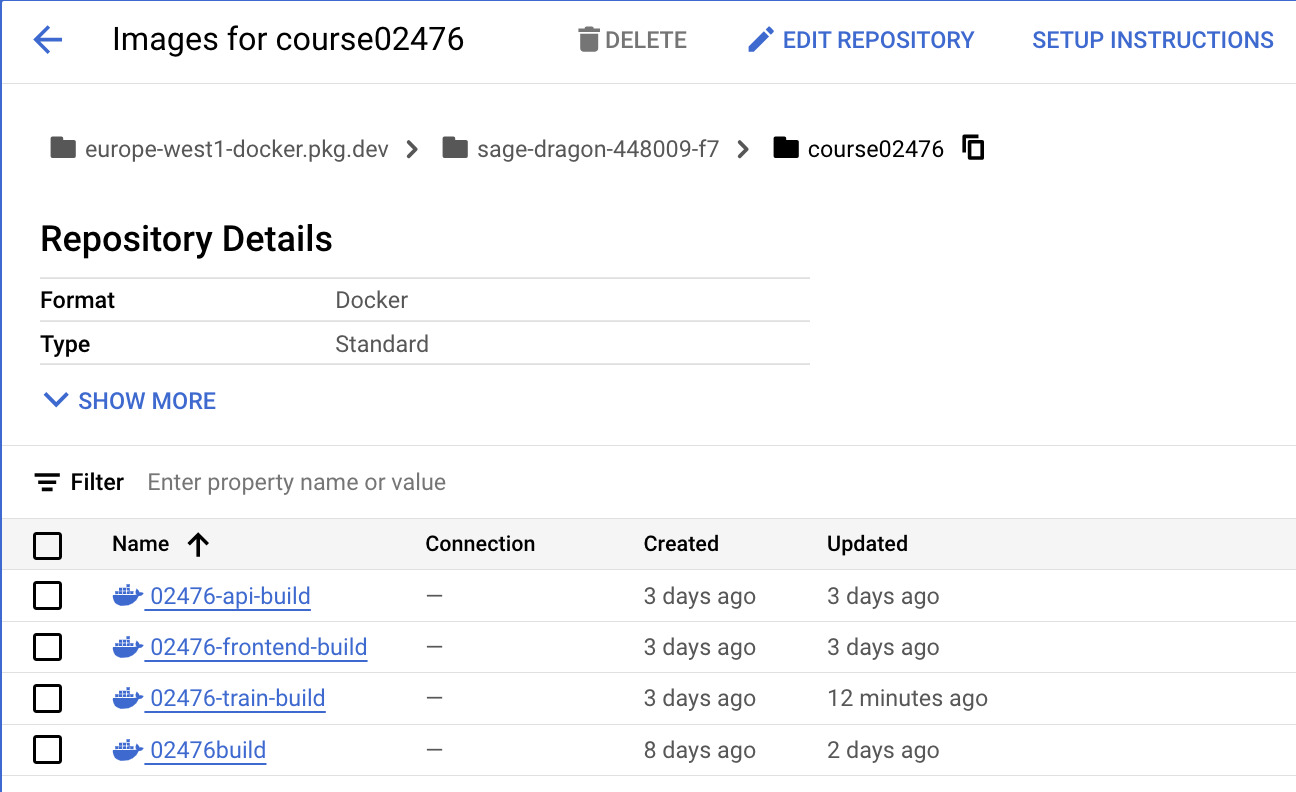 Images for course02476 DELETE EDIT REPOSITORY SETUP INSTRUCTIONS
europe-west1-docker.pkg.dev sage-dragon-448009-f7 course02476
Repository Details
Format Docker
Type Standard
SHOW MORE
Filter Enter property name or value
Name Connection Created Updated
02476-api-build — 3 days ago 3 days ago
02476-frontend-build — 3 days ago 3 days ago
02476-train-build — 3 days ago 12 minutes ago
02476build — 8 days ago 2 days ago